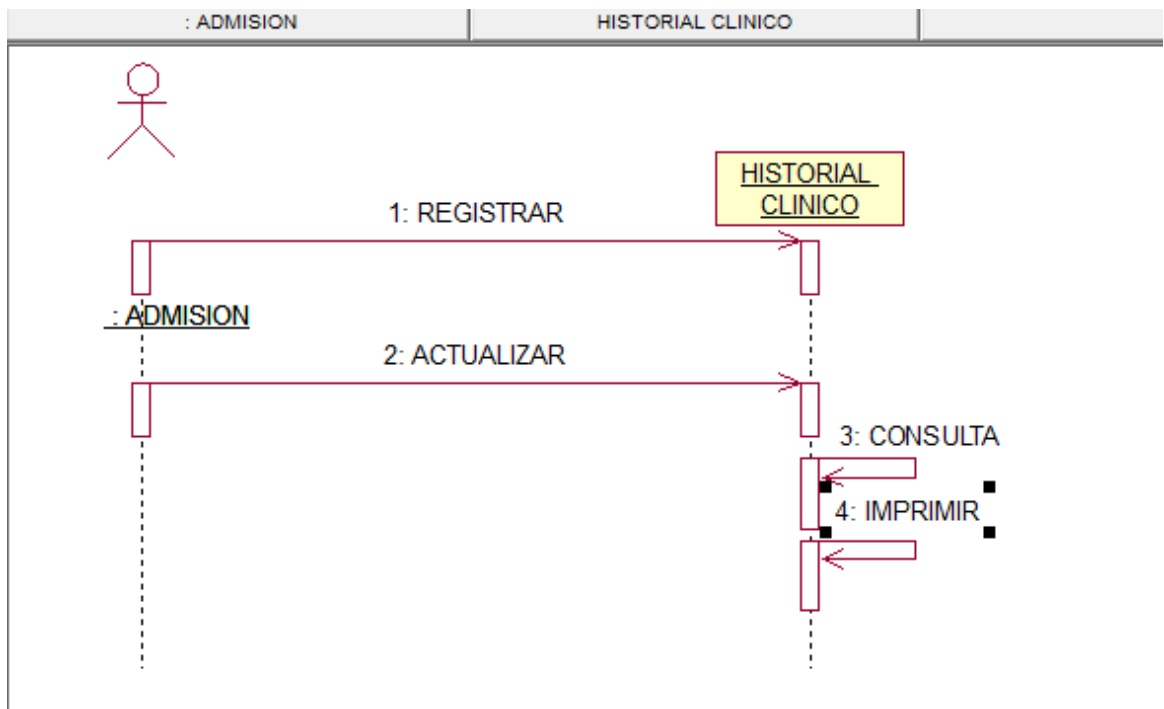 : ADMISION
HISTORIAL CLINICO
HISTORIAL
CLINICO
1: REGISTRAR
: ADMISION
2: ACTUALIZAR
3: CONSULTA
4: IMPRIMIR